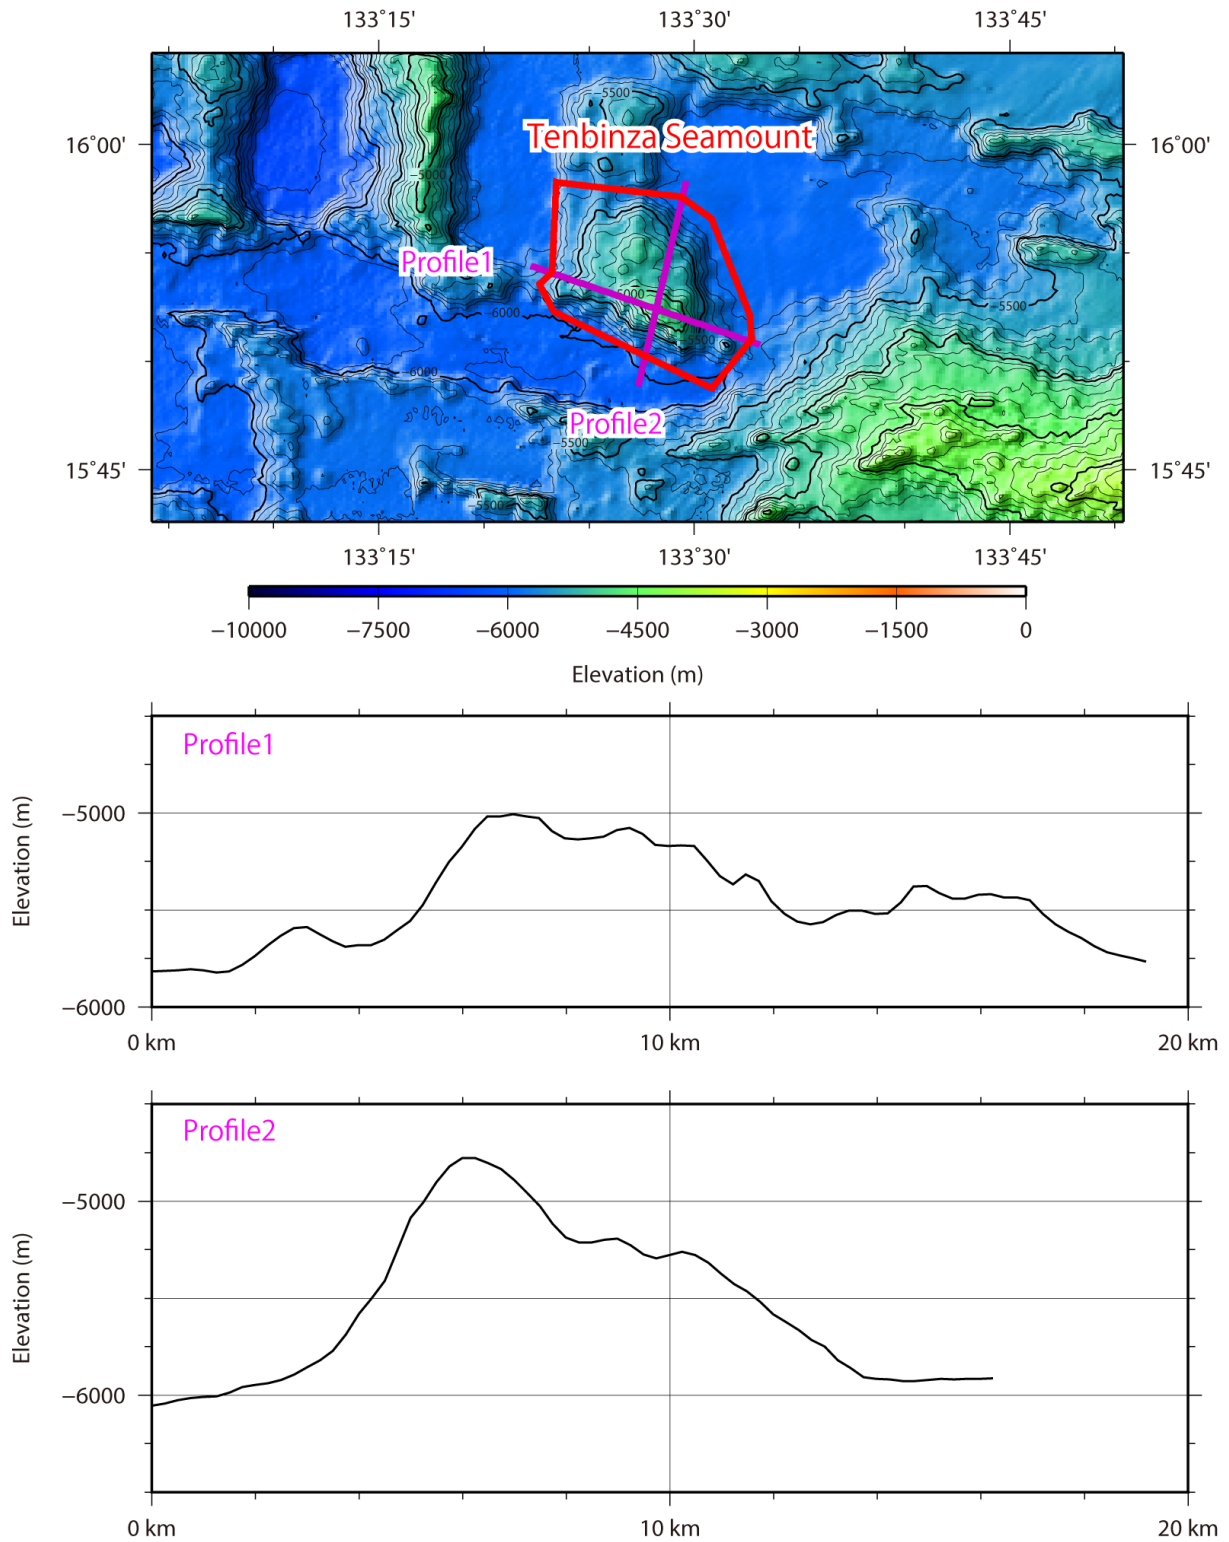 133˚15' 133˚30' 133˚45'
−5500
Tenbinza Seamount
16˚00' 16˚00'
−5000
Profile1
−5500
−6000
−6000
Profile2
−5500
15˚45' 15˚45'
−5500
133˚15' 133˚30' 133˚45'
−10000 −7500 −6000 −4500 −3000 −1500 0
Elevation (m)
Profile1
−5000
Elevation (m)
−6000
0 km 10 km 20 km
Profile2
−5000
Elevation (m)
−6000
0 km 10 km 20 km